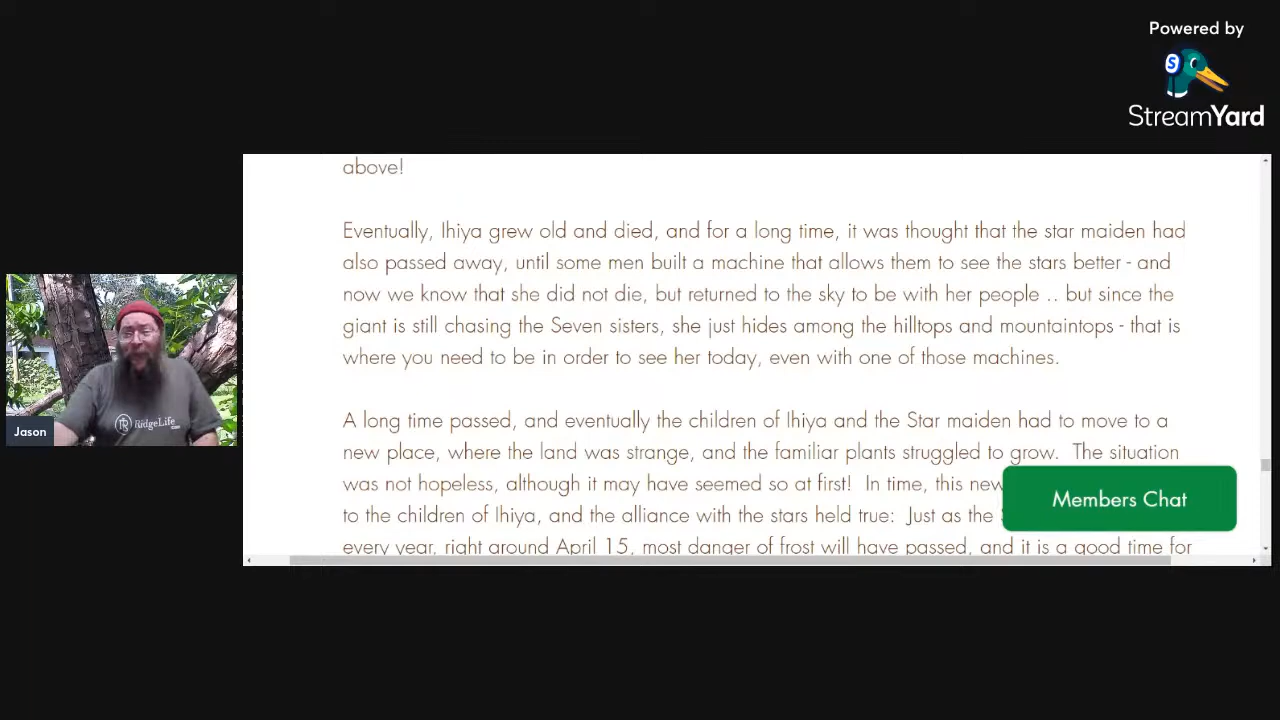 Powered by
S
StreamYard
above!
Eventually, Ihiya grew old and died, and for a long time, it was thought that the star maiden had
also passed away, until some men built a machine that allows them to see the stars better - and
now we know that she did not die, but returned to the sky to be with her people .. but since the
giant is still chasing the Seven sisters, she just hides among the hilltops and mountaintops - that is
where you need to be in order to see her today, even with one of those machines.
A long time passed, and eventually the children of Ihiya and the Star maiden had to move to a
new place, where the land was strange, and the familiar plants struggled to grow. The situation
was not hopeless, although it may have seemed so at first! In time, this new
to the children of Ihiya, and the alliance with the stars held true: Just as the
every year, right around April 15, most danger of frost will have passed, and it is a good time for
Members Chat
RidgeLife
Jason